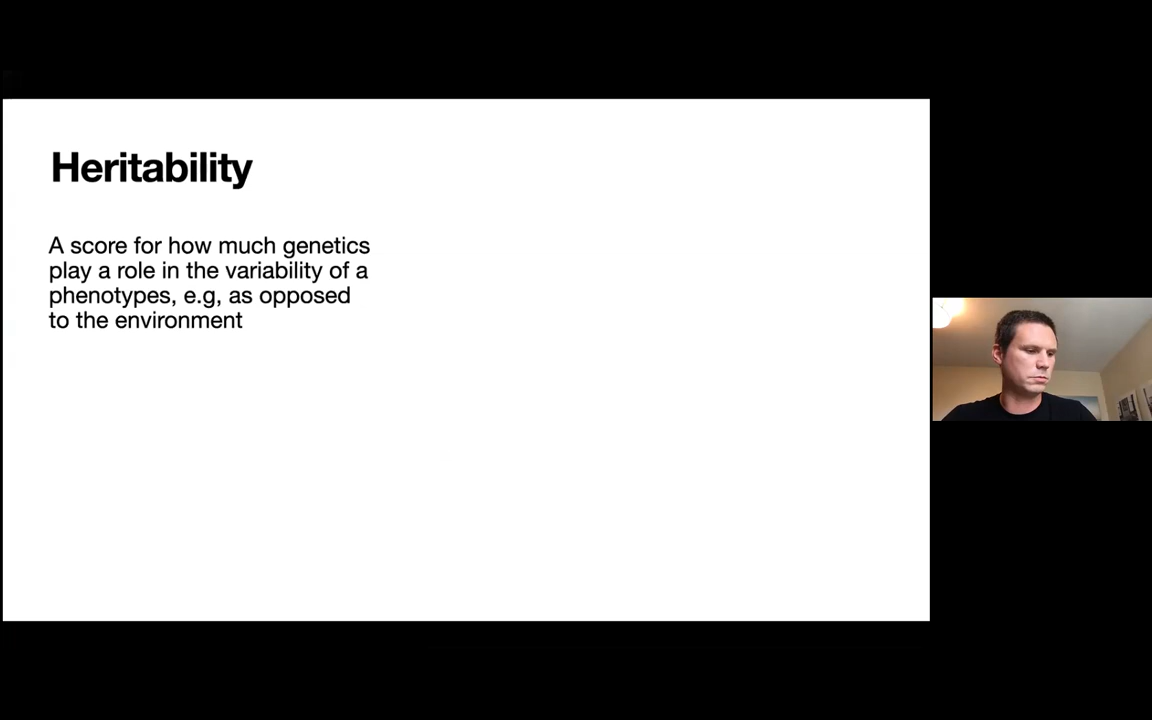 Heritability
A score for how much genetics
play a role in the variability of a
phenotypes, e.g, as opposed
to the environment